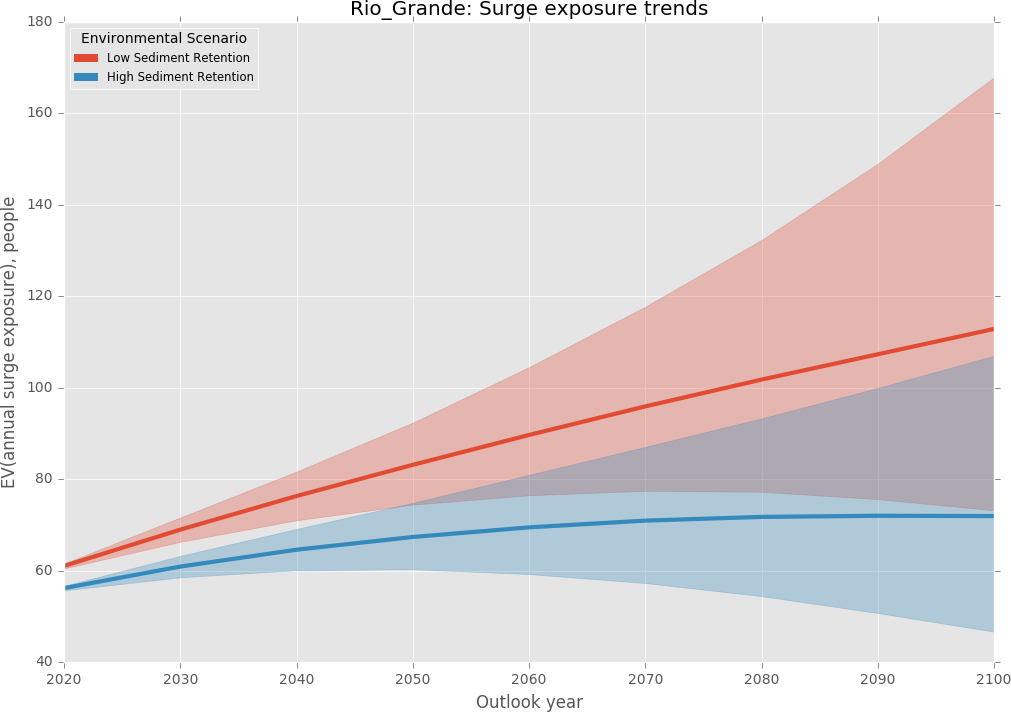 Rio_Grande: Surge exposure trends
Environmental Scenario
Low Sediment Retention
High Sediment Retention
EV(annual surge exposure), people
180
160
140
120
100
80
60
40
2020 2030 2040 2050 2060 2070 2080 2090 2100
Outlook year